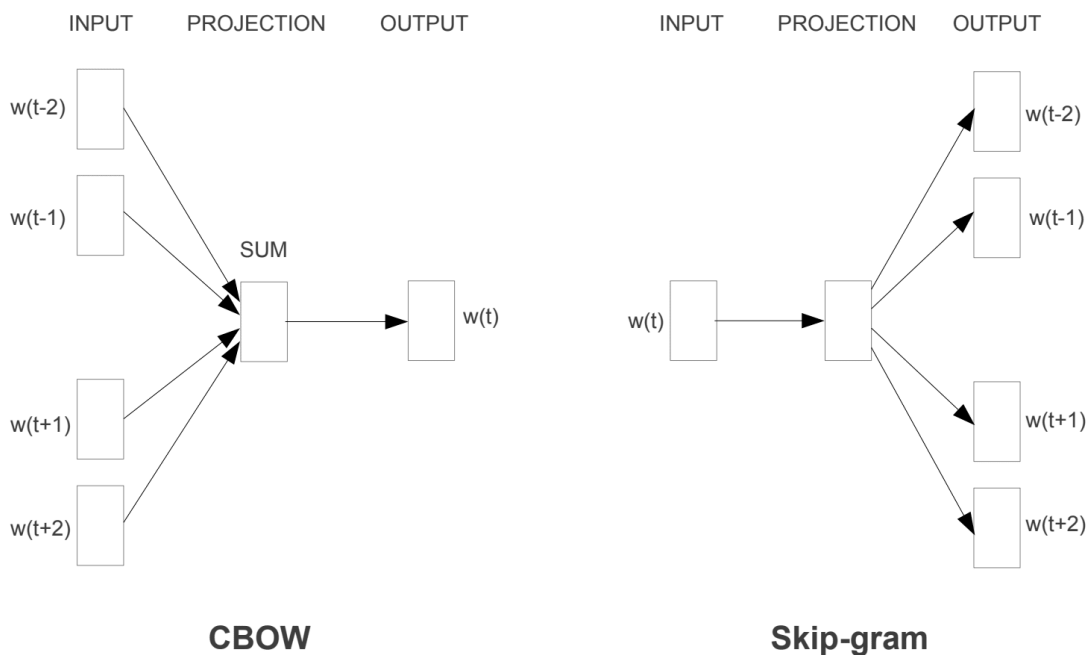 INPUT PROJECTION OUTPUT
w(t-2)
w(t-1)
SUM
w(t)
w(t+1)
w(t+2)
CBOW
INPUT PROJECTION OUTPUT
w(t-2)
w(t-1)
w(t)
w(t+1)
w(t+2)
Skip-gram